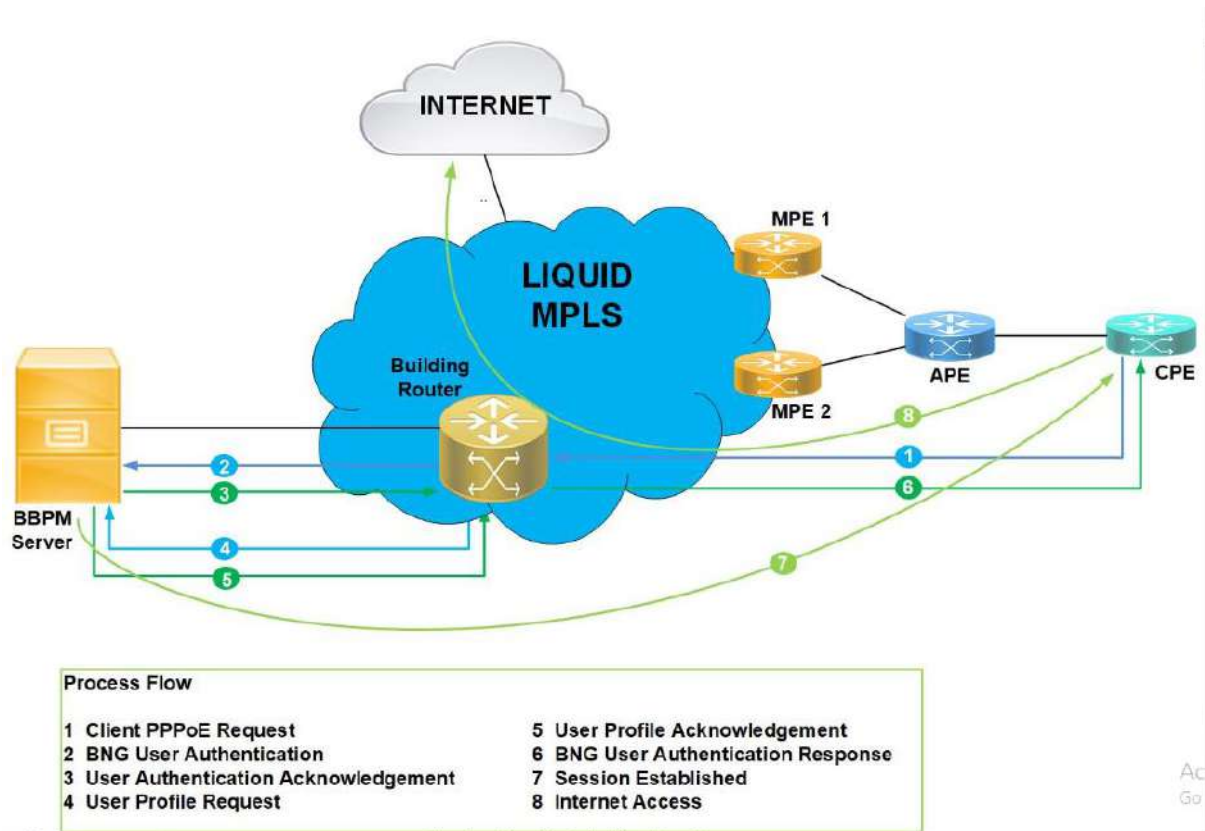 INTERNET
MPE 1
LIQUID
MPLS
Building
Router
APE
CPE
MPE 2
8
1
2
3
6
BBPM
Server
4
7
5
Process Flow
1 Client PPPoE Request
2 BNG User Authentication
3 User Authentication Acknowledgement
4 User Profile Request
5 User Profile Acknowledgement
6 BNG User Authentication Response
7 Session Established
8 Internet Access
Ac
Go